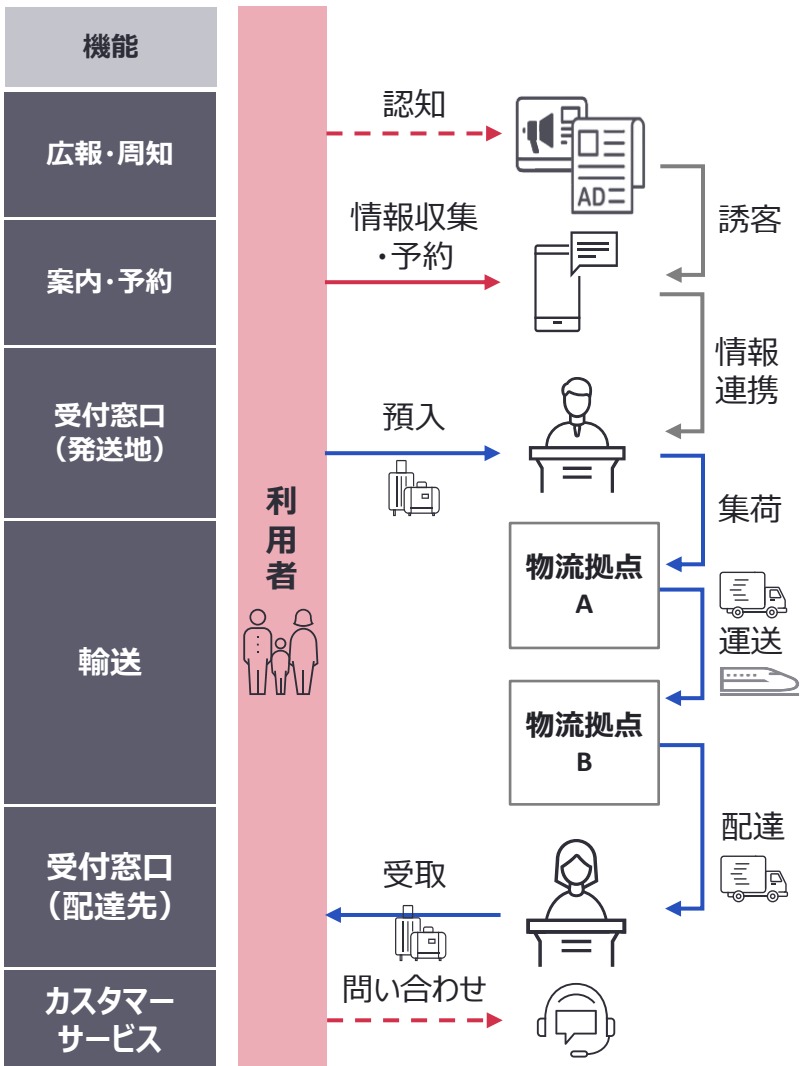 機能
広報・周知
認知
AD
誘客
案内・予約
情報収集
・予約
情報
連携
受付窓口
（発送地）
預入
集荷
利
用
者
輸送
物流拠点
A
運送
物流拠点
B
配達
受付窓口
（配達先）
受取
カスタマー
サービス
問い合わせ